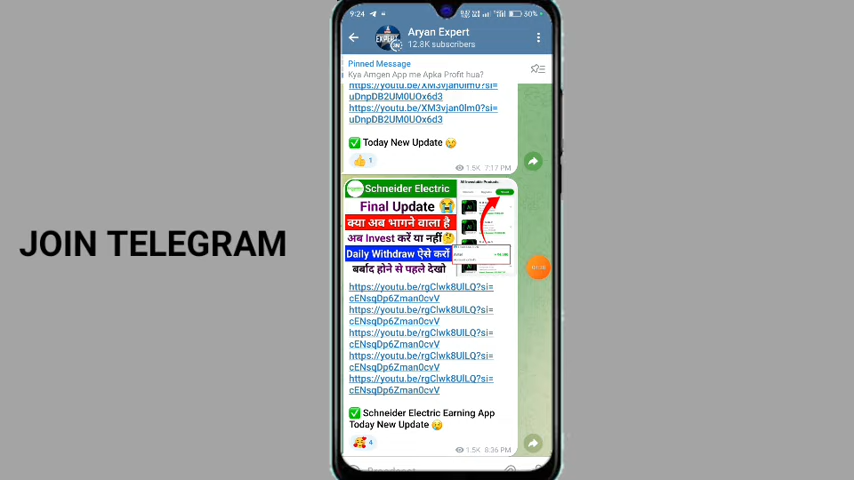 9:24
30%
Aryan Expert
12.8K subscribers
EXPERT
Pinned Message
Kya Amgen App me Apka Profit hua?
https://youtu.be/XM3vjan0lm0?si=
uDnpDB2UM0UOx6d3
https://youtu.be/XM3vjan0lm0?si=
uDnpDB2UM0UOx6d3
✅ Today New Update 😢
👍 1
1.5K 7:17 PM
Schneider Electric
Final Update 😭
क्या अब भागने वाला है
अब Invest करें या नहीं🤔
Daily Withdraw ऐसे करों
बर्बाद होने से पहले देखो
JOIN TELEGRAM
https://youtu.be/rgClwk8UlLQ?si=
cENsqDp6Zman0cvV
https://youtu.be/rgClwk8UlLQ?si=
cENsqDp6Zman0cvV
https://youtu.be/rgClwk8UlLQ?si=
cENsqDp6Zman0cvV
https://youtu.be/rgClwk8UlLQ?si=
cENsqDp6Zman0cvV
https://youtu.be/rgClwk8UlLQ?si=
cENsqDp6Zman0cvV
✅ Schneider Electric Earning App
Today New Update 😢
🥰 4
1.5K 8:36 PM
Broadcast